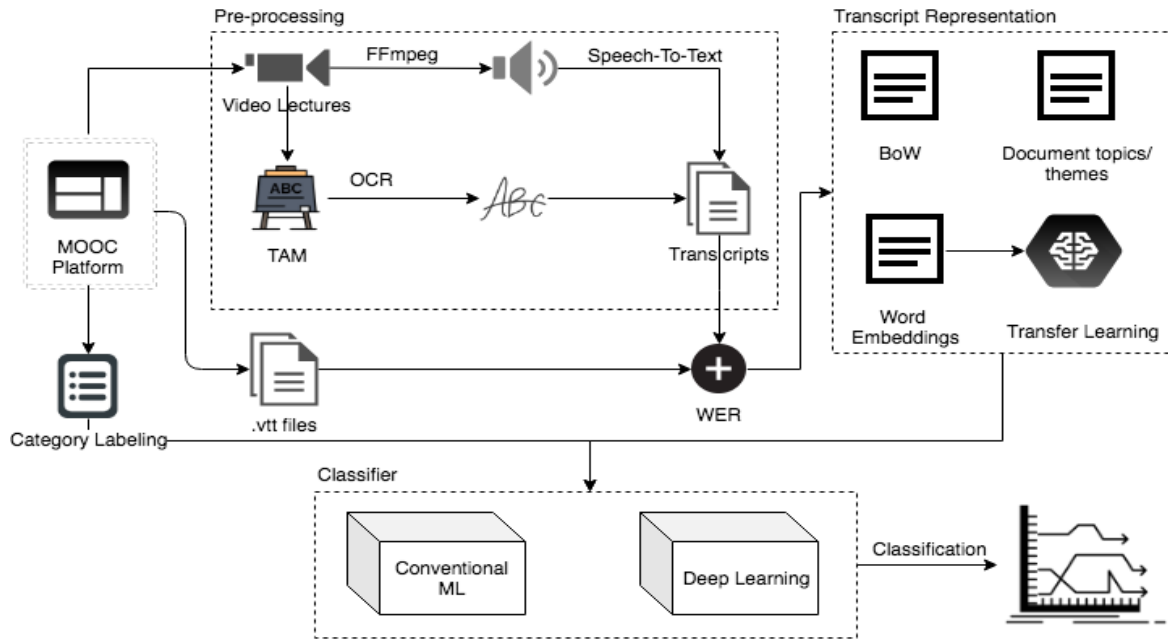 Pre-processing
Transcript Representation
FFmpeg
Speech-To-Text
Video Lectures
BoW
Document topics/
themes
ABC
OCR
ABC
MOOC
Platform
TAM
Transcripts
Word
Embeddings
Transfer Learning
.vtt files
WER
Category Labeling
Classifier
Conventional
ML
Deep Learning
Classification